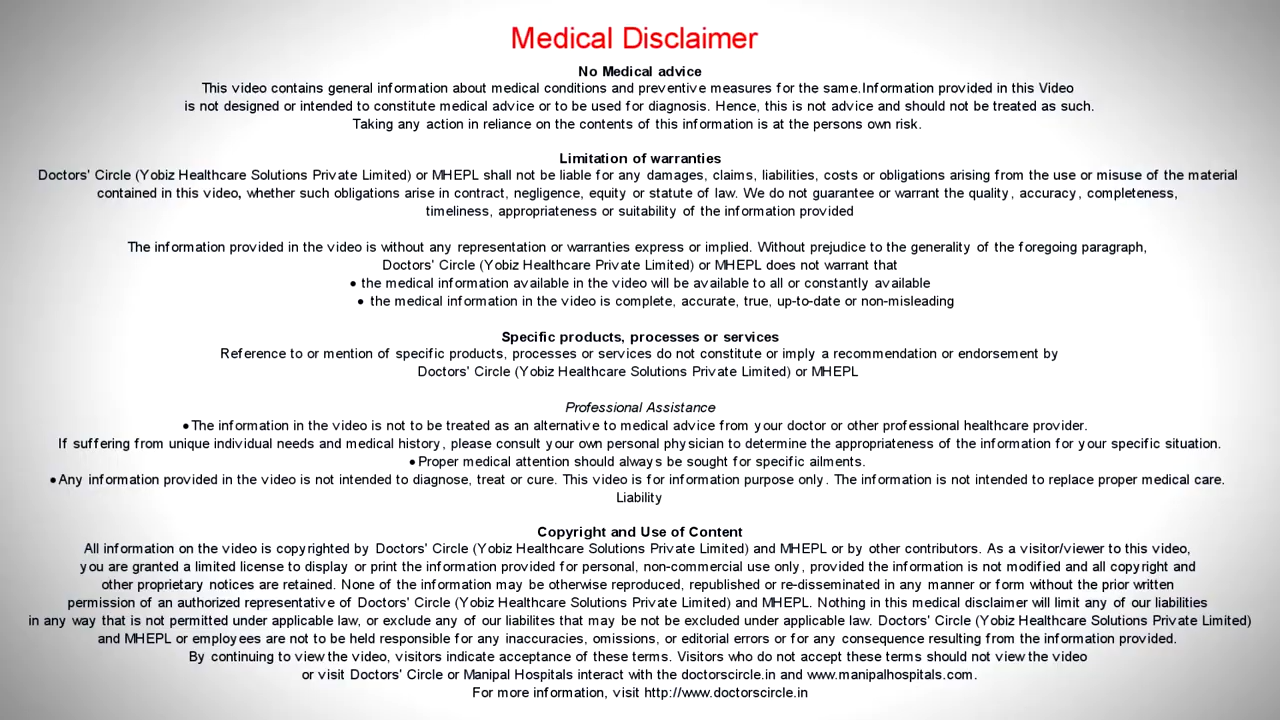 Medical Disclaimer
No Medical advice
This video contains general information about medical conditions and preventive measures for the same.Information provided in this Video
is not designed or intended to constitute medical advice or to be used for diagnosis. Hence, this is not advice and should not be treated as such.
Taking any action in reliance on the contents of this information is at the persons own risk.
Limitation of warranties
Doctors' Circle (Yobiz Healthcare Solutions Private Limited) or MHEPL shall not be liable for any damages, claims, liabilities, costs or obligations arising from the use or misuse of the material
contained in this video, whether such obligations arise in contract, negligence, equity or statute of law. We do not guarantee or warrant the quality, accuracy, completeness,
timeliness, appropriateness or suitability of the information provided
The information provided in the video is without any representation or warranties express or implied. Without prejudice to the generality of the foregoing paragraph,
Doctors' Circle (Yobiz Healthcare Private Limited) or MHEPL does not warrant that
• the medical information available in the video will be available to all or constantly available
• the medical information in the video is complete, accurate, true, up-to-date or non-misleading
Specific products, processes or services
Reference to or mention of specific products, processes or services do not constitute or imply a recommendation or endorsement by
Doctors' Circle (Yobiz Healthcare Solutions Private Limited) or MHEPL
Professional Assistance
•The information in the video is not to be treated as an alternative to medical advice from your doctor or other professional healthcare provider.
If suffering from unique individual needs and medical history, please consult your own personal physician to determine the appropriateness of the information for your specific situation.
•Proper medical attention should always be sought for specific ailments.
•Any information provided in the video is not intended to diagnose, treat or cure. This video is for information purpose only. The information is not intended to replace proper medical care.
Liability
Copyright and Use of Content
All information on the video is copyrighted by Doctors' Circle (Yobiz Healthcare Solutions Private Limited) and MHEPL or by other contributors. As a visitor/viewer to this video,
you are granted a limited license to display or print the information provided for personal, non-commercial use only, provided the information is not modified and all copyright and
other proprietary notices are retained. None of the information may be otherwise reproduced, republished or re-disseminated in any manner or form without the prior written
permission of an authorized representative of Doctors' Circle (Yobiz Healthcare Solutions Private Limited) and MHEPL. Nothing in this medical disclaimer will limit any of our liabilities
in any way that is not permitted under applicable law, or exclude any of our liabilites that may be not be excluded under applicable law. Doctors' Circle (Yobiz Healthcare Solutions Private Limited)
and MHEPL or employees are not to be held responsible for any inaccuracies, omissions, or editorial errors or for any consequence resulting from the information provided.
By continuing to view the video, visitors indicate acceptance of these terms. Visitors who do not accept these terms should not view the video
or visit Doctors' Circle or Manipal Hospitals interact with the doctorscircle.in and www.manipalhospitals.com.
For more information, visit http://www.doctorscircle.in